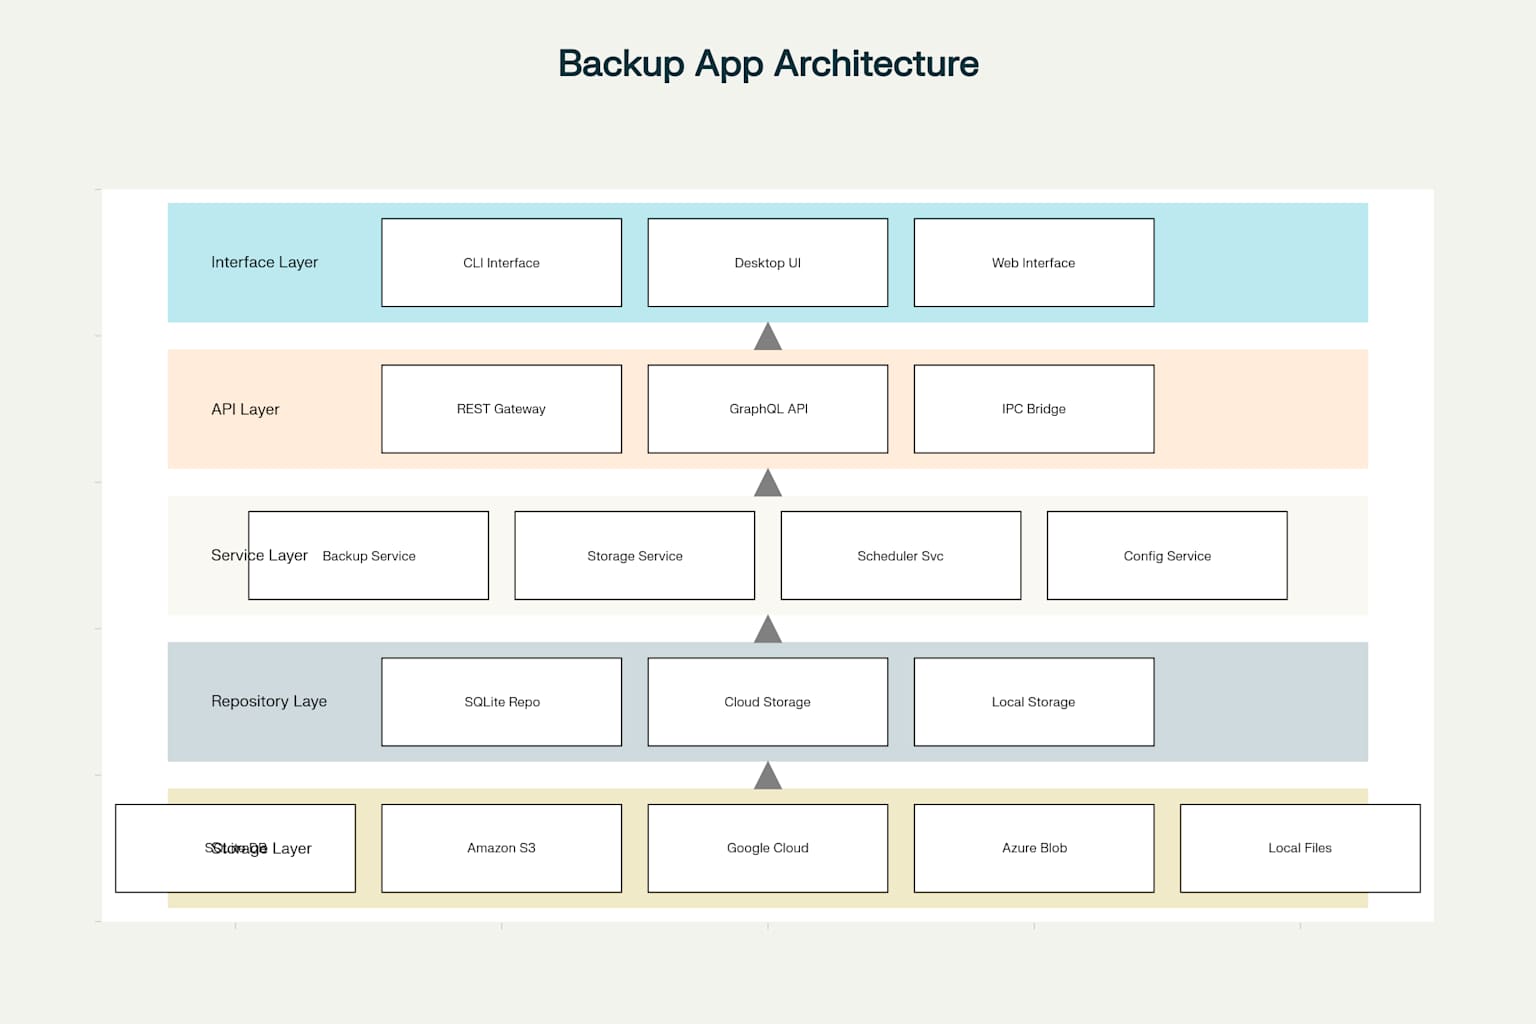 Backup App Architecture
Interface Layer
CLI Interface
Desktop UI
Web Interface
API Layer
REST Gateway
GraphQL API
IPC Bridge
Service Layer
Backup Service
Storage Service
Scheduler Svc
Config Service
Repository Laye
SQLite Repo
Cloud Storage
Local Storage
Storage Layer
SQLite DB
Amazon S3
Google Cloud
Azure Blob
Local Files